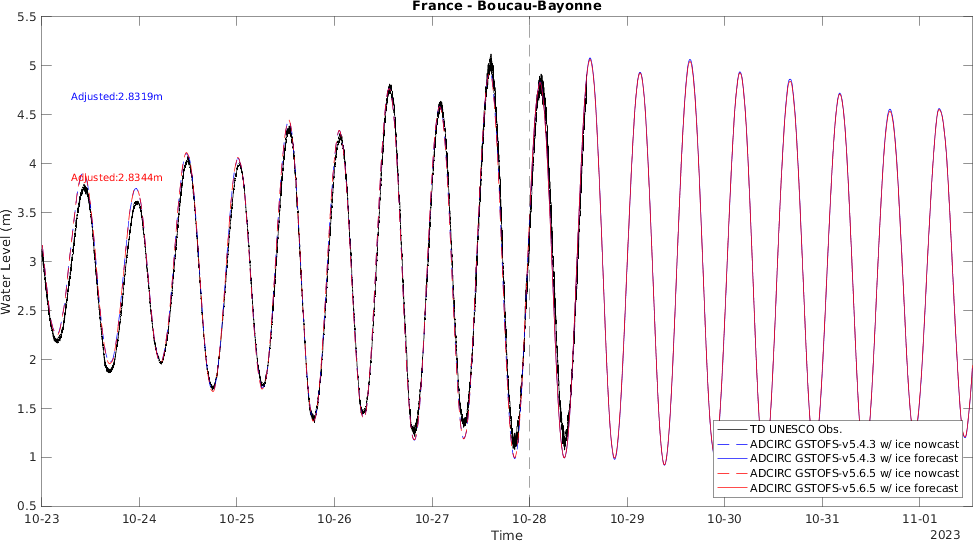 France - Boucau-Bayonne
5.5
5
4.5
4
3.5
3
2.5
2
1.5
1
0.5
Water Level (m)
Adjusted:2.8319m
Adjusted:2.8344m
TD UNESCO Obs.
ADCIRC GSTOFS-v5.4.3 w/ ice nowcast
ADCIRC GSTOFS-v5.4.3 w/ ice forecast
ADCIRC GSTOFS-v5.6.5 w/ ice nowcast
ADCIRC GSTOFS-v5.6.5 w/ ice forecast
10-23 10-24 10-25 10-26 10-27 10-28 10-29 10-30 10-31 11-01
Time
2023